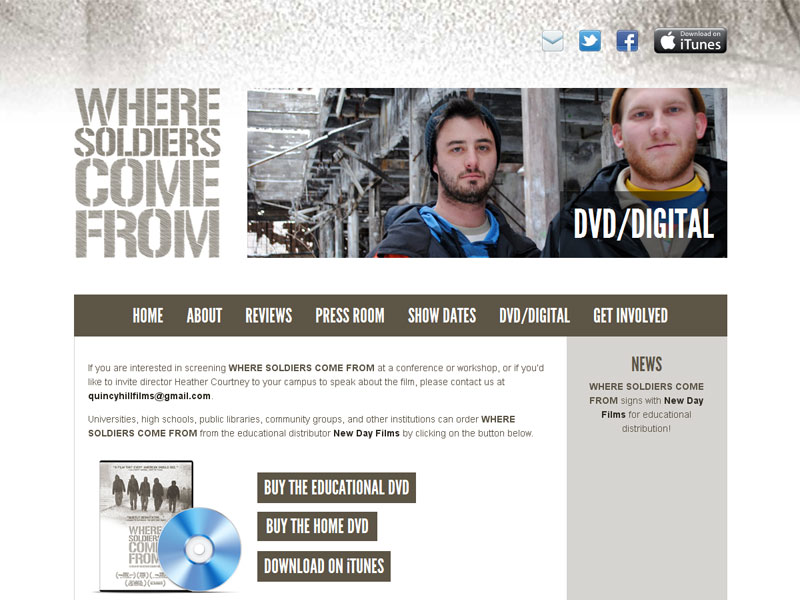 Download on
iTunes
WHERE
SOLDIERS
COME
FROM
DVD/DIGITAL
HOME ABOUT REVIEWS PRESS ROOM SHOW DATES DVD/DIGITAL GET INVOLVED
If you are interested in screening WHERE SOLDIERS COME FROM at a conference or workshop, or if you'd
like to invite director Heather Courtney to your campus to speak about the film, please contact us at
quincyhillfilms@gmail.com.
Universities, high schools, public libraries, community groups, and other institutions can order WHERE
SOLDIERS COME FROM from the educational distributor New Day Films by clicking on the button below.
NEWS
WHERE SOLDIERS COME
FROM signs with New Day
Films for educational
distribution!
WHERE
SOLDIERS
COME
FROM
BUY THE EDUCATIONAL DVD
BUY THE HOME DVD
DOWNLOAD ON iTUNES